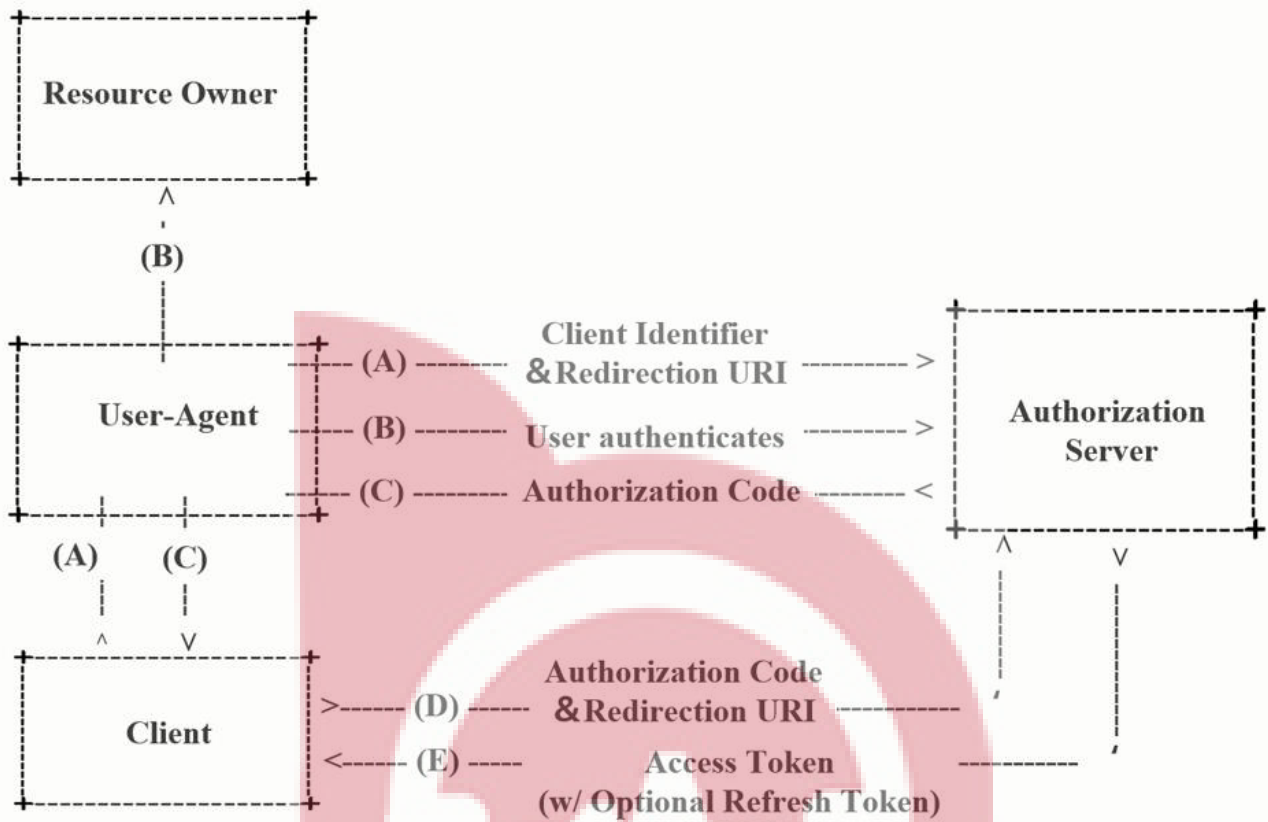 Resource Owner
(B)
Client Identifier
(A)
&Redirection URI
User-Agent
(B)
User authenticates
Authorization
Server
(C)
Authorization Code
(A)
(C)
Authorization Code
(D)
&Redirection URI
Client
(E)
Access Token
(w/ Optional Refresh Token)